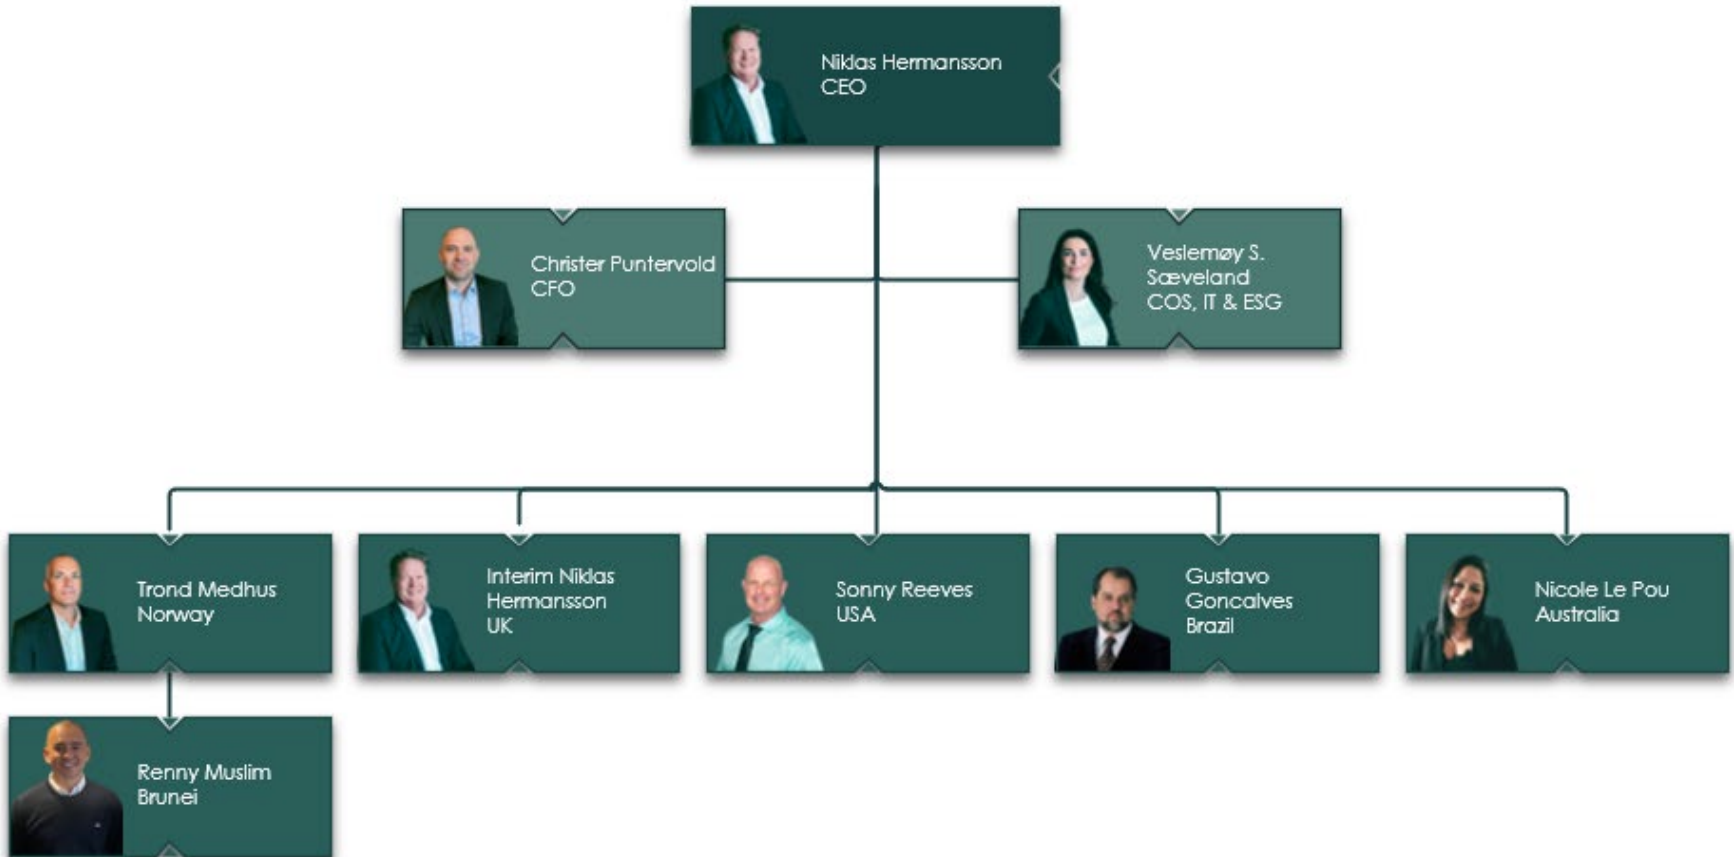 Niklas Hermansson
CEO
Christer Puntervold
CFO
Veslemøy S.
Sæveland
COS, IT & ESG
Trond Medhus
Norway
Interim Niklas
Hermansson
UK
Sonny Reeves
USA
Gustavo
Goncalves
Brazil
Nicole Le Pou
Australia
Renny Muslim
Brunei